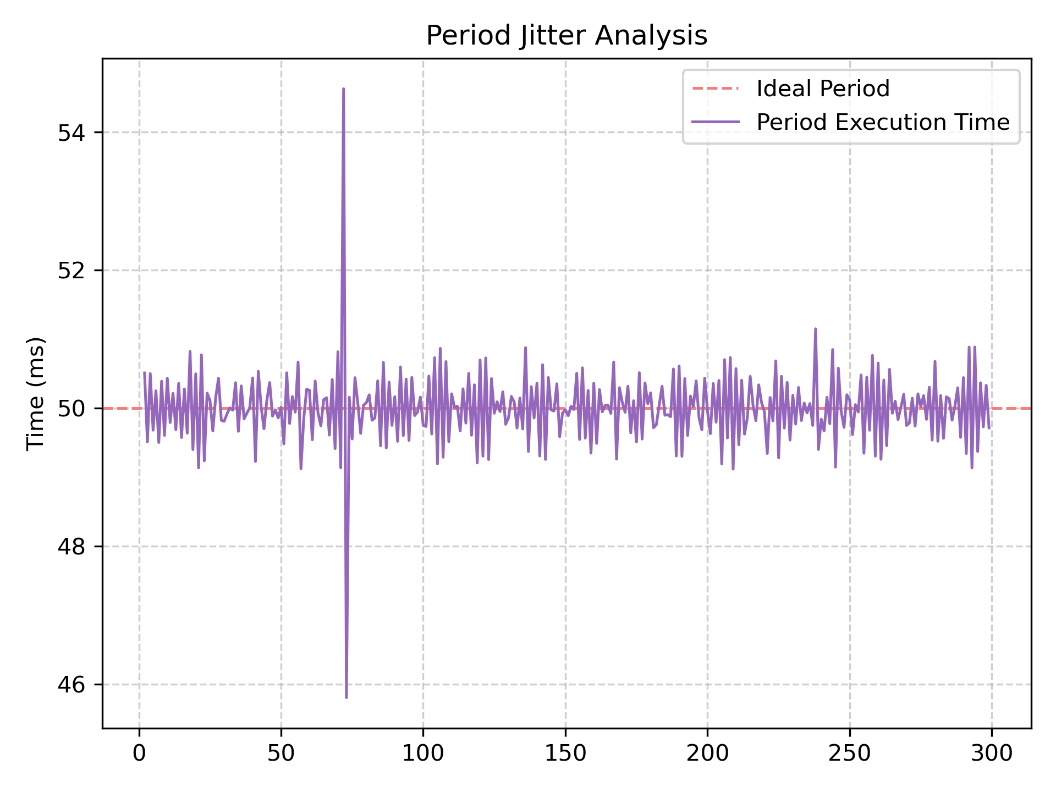 Period Jitter Analysis
Ideal Period
Period Execution Time
Time (ms)
54
52
50
48
46
0 50 100 150 200 250 300